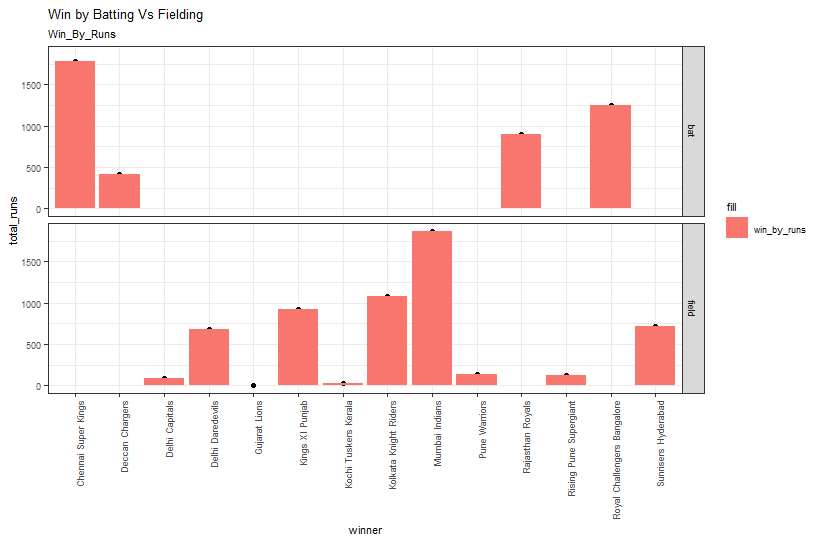 Win by Batting Vs Fielding
Win_By_Runs
1500
1000
500
0
bat
1500
1000
500
0
field
total_runs
Chennai Super Kings
Deccan Chargers
Delhi Capitals
Delhi Daredevils
Gujarat Lions
Kings XI Punjab
Kochi Tuskers Kerala
Kolkata Knight Riders
Mumbai Indians
Pune Warriors
Rajasthan Royals
Rising Pune Supergiant
Royal Challengers Bangalore
Sunrisers Hyderabad
winner
fill
win_by_runs